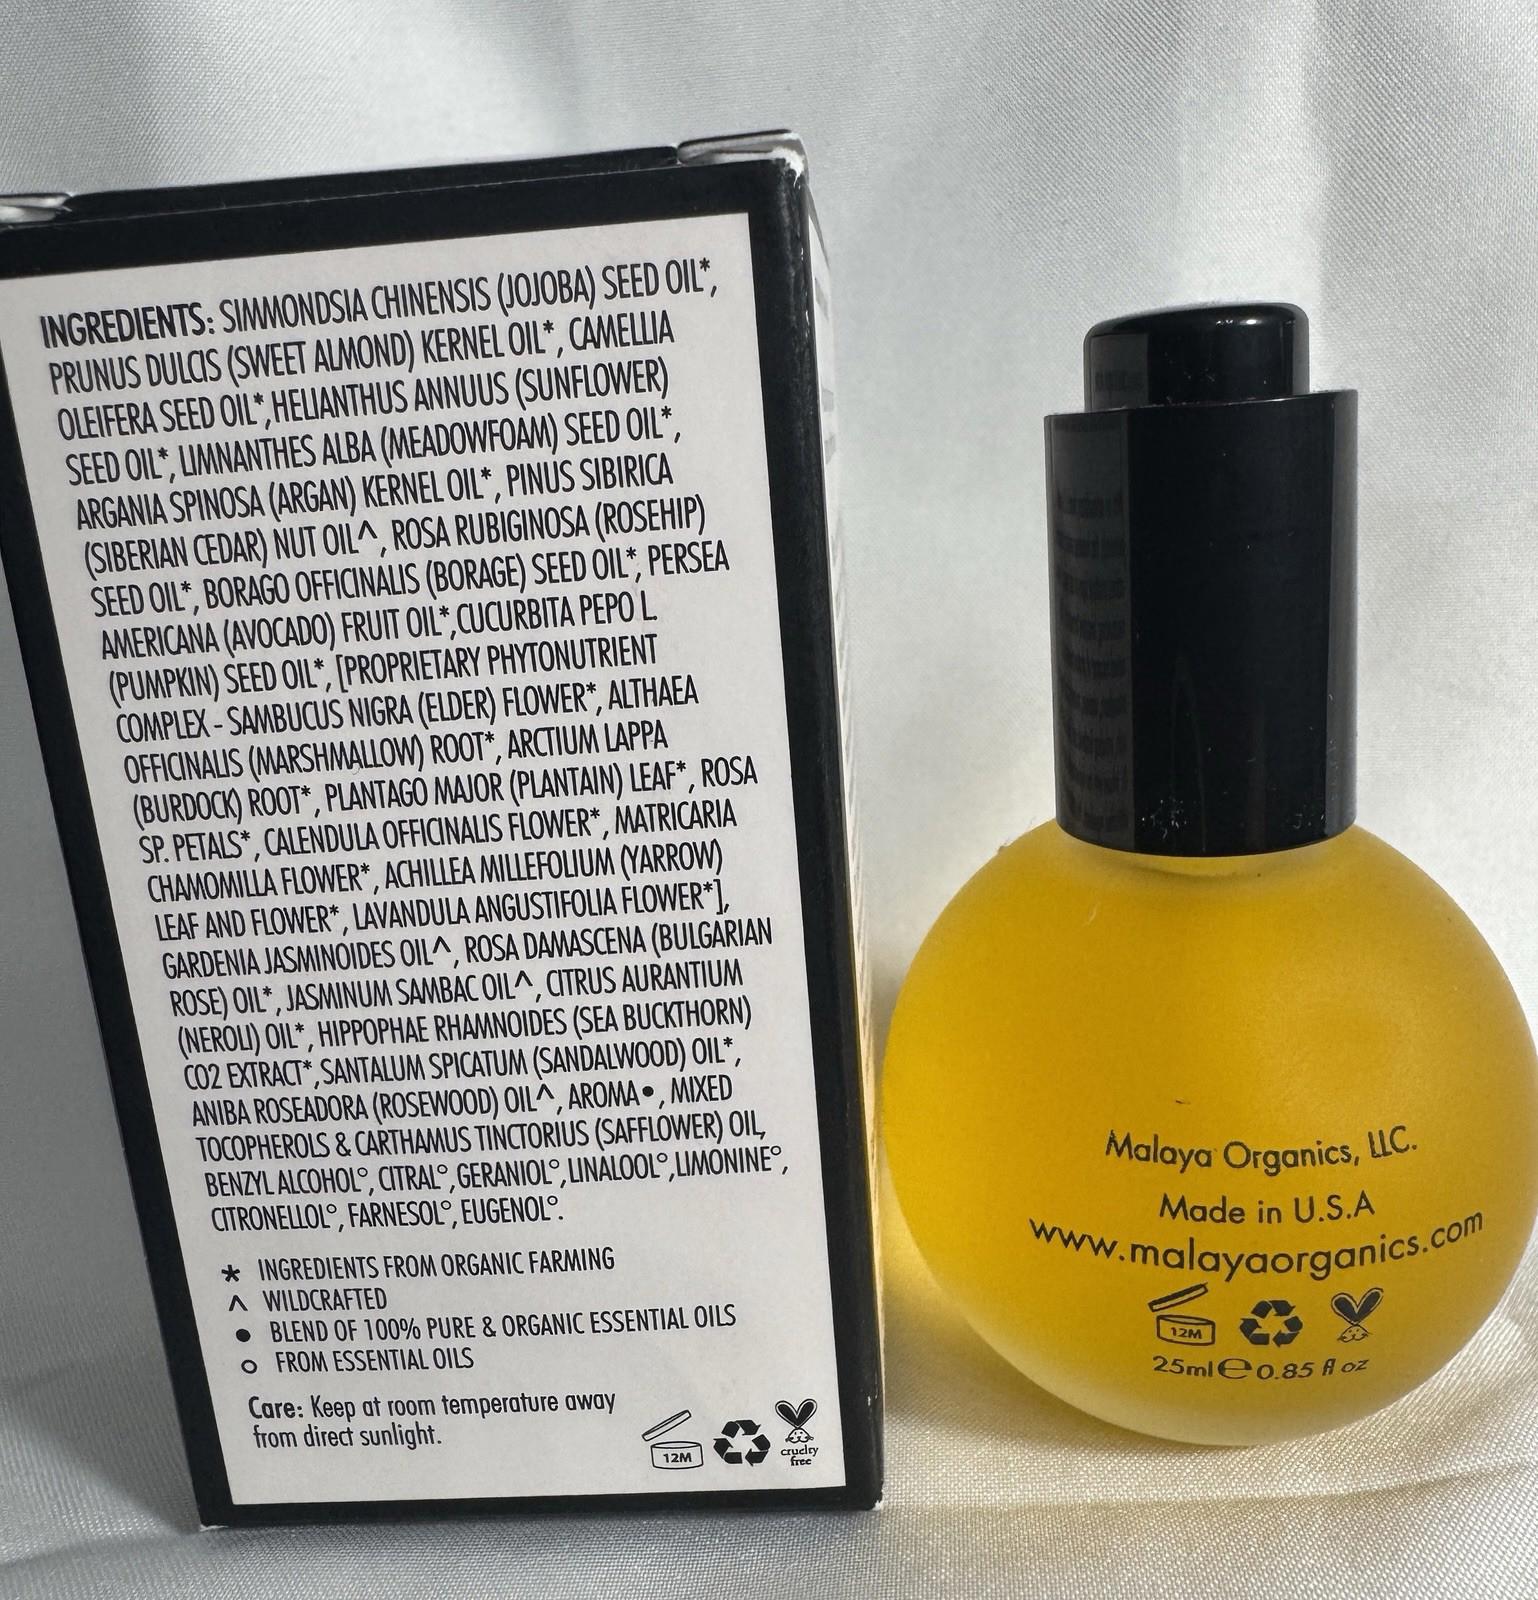 INGREDIENTS: SIMMONDSIA CHINENSIS (JOJOBA) SEED OIL*,
PRUNUS DULCIS (SWEET ALMOND) KERNEL OIL*, CAMELLIA
OLEIFERA SEED OIL*,HELIANTHUS ANNUUS (SUNFLOWER)
SEED OIL*, LIMNANTHES ALBA (MEADOWFOAM) SEED OIL*,
ARGANIA SPINOSA (ARGAN) KERNEL OIL*, PINUS SIBIRICA
(SIBERIAN CEDAR) NUT OIL^, ROSA RUBIGINOSA (ROSEHIP)
SEED OIL*, BORAGO OFFICINALIS (BORAGE) SEED OIL*, PERSEA
AMERICANA (AVOCADO) FRUIT OIL*,CUCURBITA PEPO L.
(PUMPKIN) SEED OIL*, [PROPRIETARY PHYTONUTRIENT
COMPLEX - SAMBUCUS NIGRA (ELDER) FLOWER*, ALTHAEA
OFFICINALIS (MARSHMALLOW) ROOT*, ARCTIUM LAPPA
(BURDOCK) ROOT*, PLANTAGO MAJOR (PLANTAIN) LEAF*, ROSA
SP. PETALS*, CALENDULA OFFICINALIS FLOWER*, MATRICARIA
CHAMOMILLA FLOWER*, ACHILLEA MILLEFOLIUM (YARROW)
LEAF AND FLOWER*, LAVANDULA ANGUSTIFOLIA FLOWER*],
GARDENIA JASMINOIDES OIL^, ROSA DAMASCENA (BULGARIAN
ROSE) OIL*, JASMINUM SAMBAC OIL^, CITRUS AURANTIUM
(NEROLI) OIL*, HIPPOPHAE RHAMNOIDES (SEA BUCKTHORN)
CO2 EXTRACT*, SANTALUM SPICATUM (SANDALWOOD) OIL*,
ANIBA ROSEADORA (ROSEWOOD) OIL^, AROMA•, MIXED
TOCOPHEROLS & CARTHAMUS TINCTORIUS (SAFFLOWER) OIL,
BENZYL ALCOHOL°, CITRAL°, GERANIOL°, LINALOOL°, LIMONINE°,
CITRONELLOL°, FARNESOL°, EUGENOL°.
* INGREDIENTS FROM ORGANIC FARMING
^ WILDCRAFTED
• BLEND OF 100% PURE & ORGANIC ESSENTIAL OILS
○ FROM ESSENTIAL OILS
Care: Keep at room temperature away
from direct sunlight.
12M
cruelty
free
Malaya Organics, LLC.
Made in U.S.A
www.malayaorganics.com
12M
25ml℮0.85 fl oz